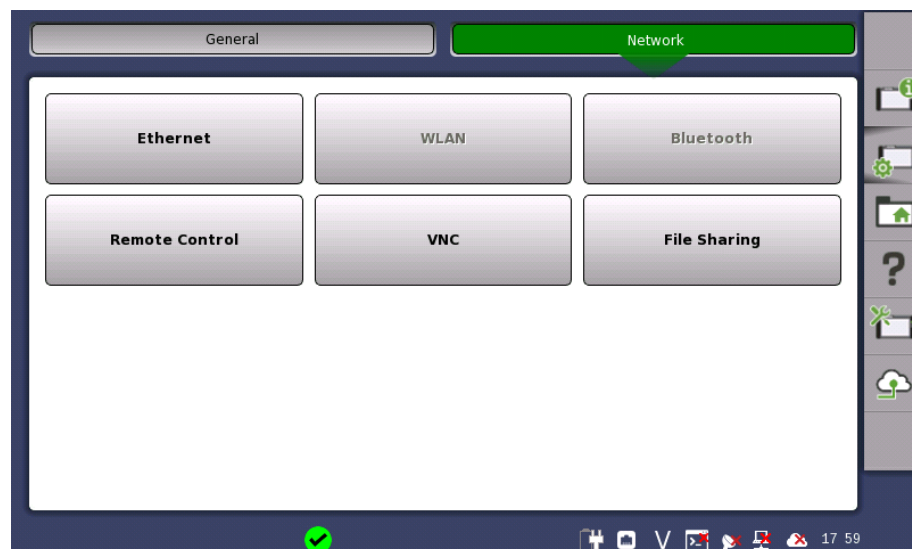 General Network
Ethernet WLAN Bluetooth
Remote Control VNC File Sharing
?
V 17 59